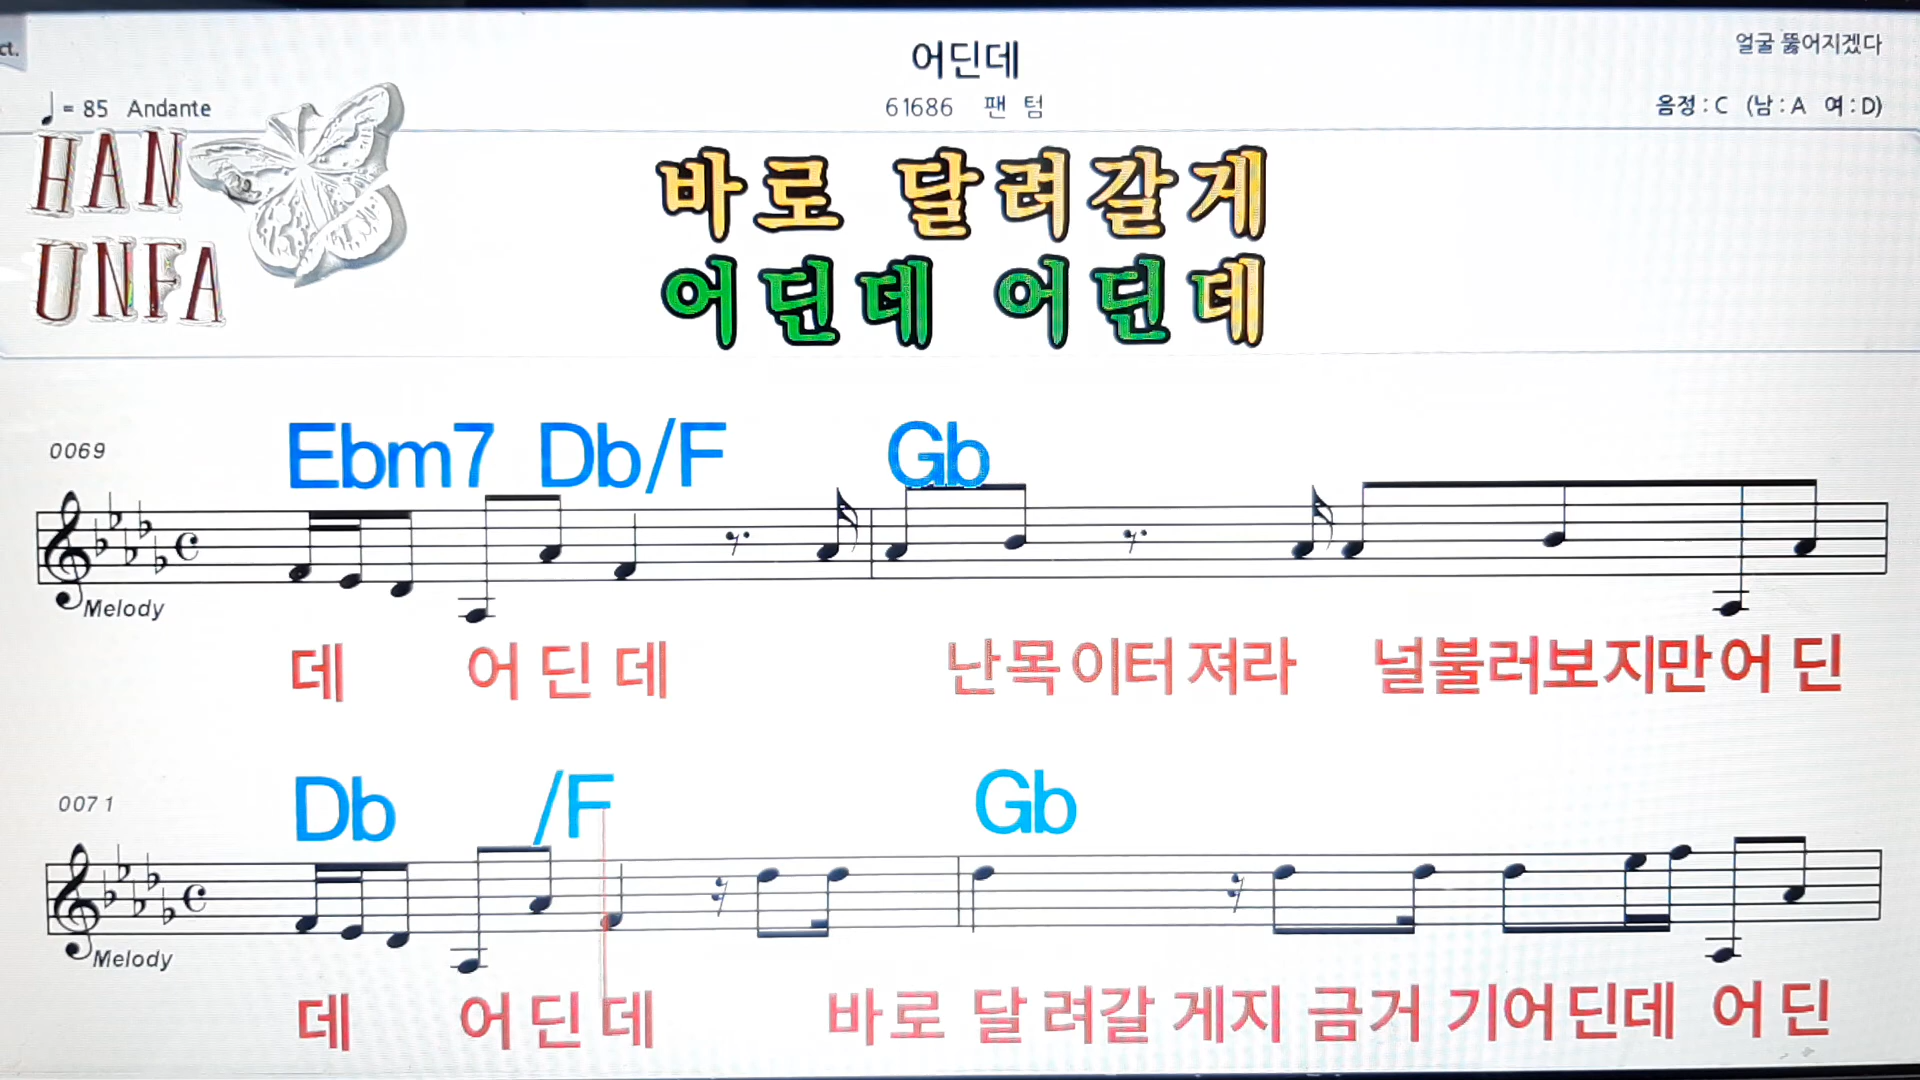 ct.
어딘데
얼굴 뚫어지겠다
♩ = 85 Andante
61686 팬 텀
음정 : C (남 : A 여 : D)
HAN
UNFA
바로 달려갈게
어딘데 어딘데
0069
Ebm7 Db/F Gb
Melody
데 어딘데 난목이터져라 널불러보지만어딘
0071
Db /F Gb
Melody
데 어딘데 바로 달려갈 게지 금거 기어딘데 어딘